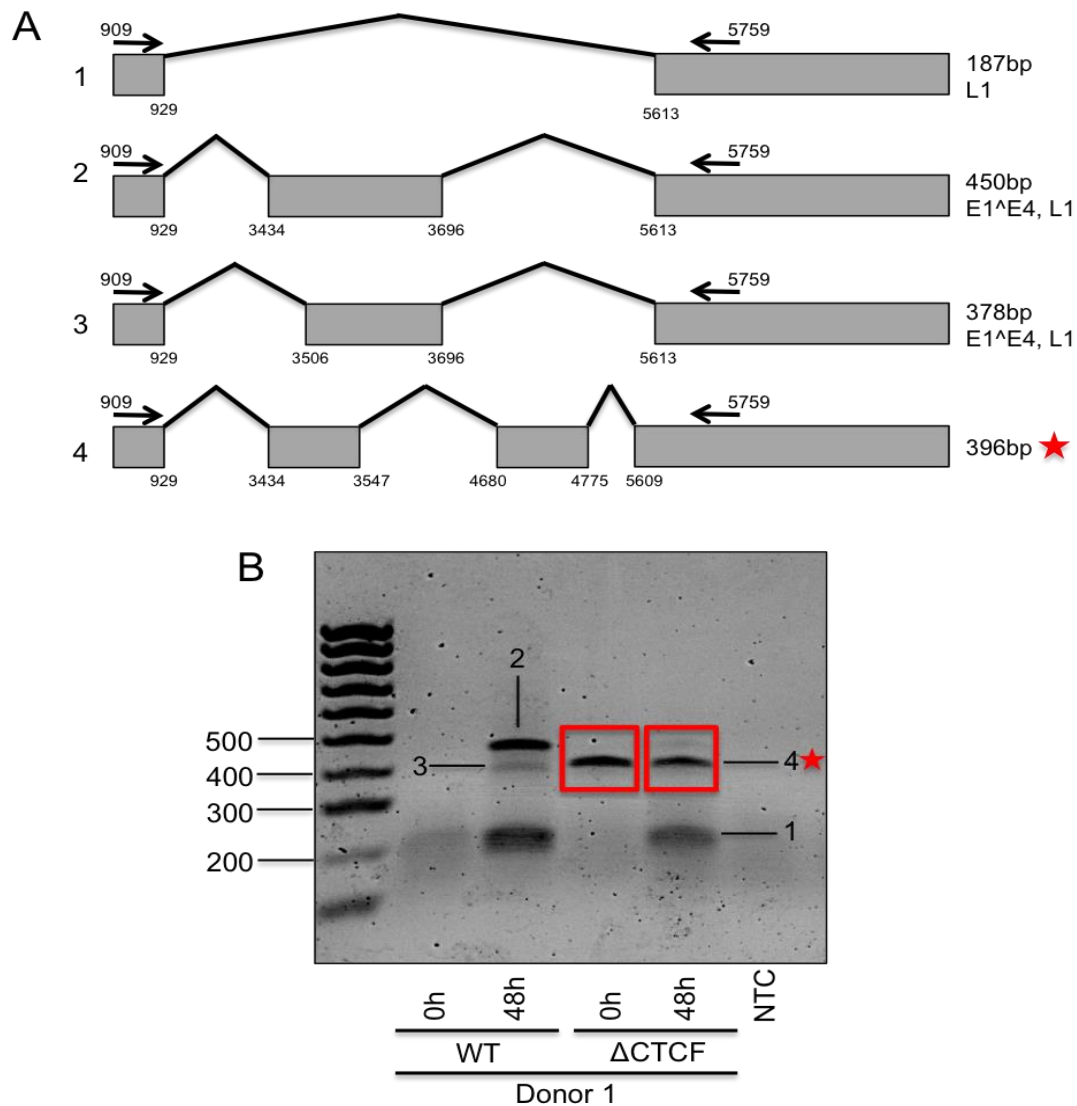 A
909
5759
1
187bp
L1
929
5613
909
5759
2
450bp
E1^E4, L1
929
3434
3696
5613
909
5759
3
378bp
E1^E4, L1
929
3506
3696
5613
909
5759
4
396bp
929
3434
3547
4680
4775
5609
B
2
500
3
4
400
300
1
200
0h
48h
0h
48h
NTC
WT
ΔCTCF
Donor 1